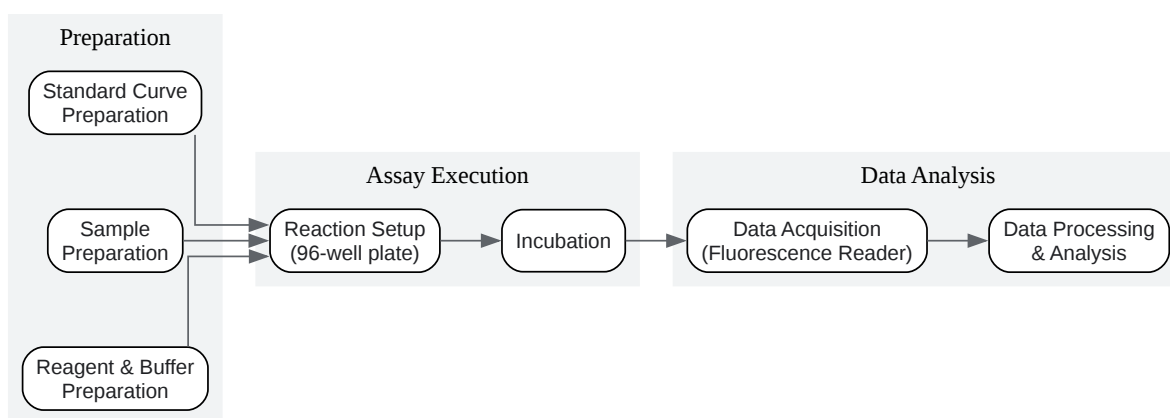 Preparation
Standard Curve
Preparation
Sample
Preparation
Reagent & Buffer
Preparation
Assay Execution
Reaction Setup
(96-well plate)
Incubation
Data Analysis
Data Acquisition
(Fluorescence Reader)
Data Processing
& Analysis